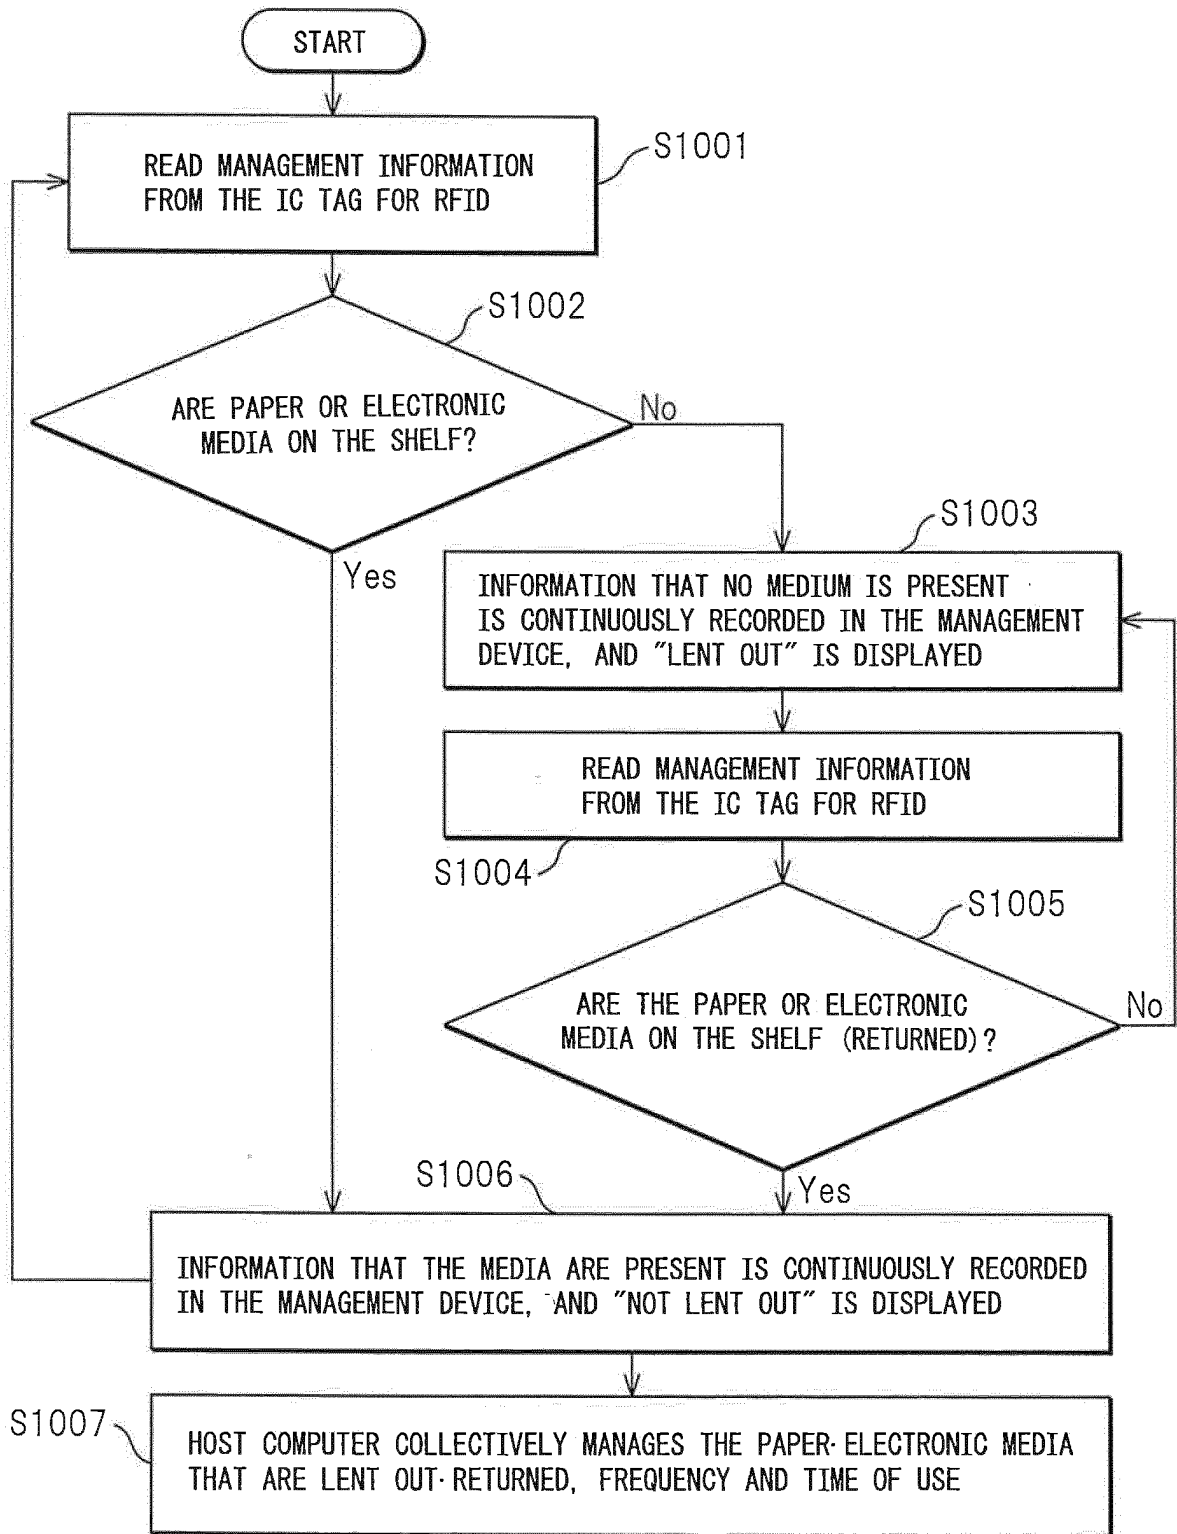 START
READ MANAGEMENT INFORMATION
FROM THE IC TAG FOR RFID
S1001
S1002
ARE PAPER OR ELECTRONIC
MEDIA ON THE SHELF?
No
Yes
S1003
INFORMATION THAT NO MEDIUM IS PRESENT
IS CONTINUOUSLY RECORDED IN THE MANAGEMENT
DEVICE, AND "LENT OUT" IS DISPLAYED
READ MANAGEMENT INFORMATION
FROM THE IC TAG FOR RFID
S1004
S1005
ARE THE PAPER OR ELECTRONIC
MEDIA ON THE SHELF (RETURNED)?
No
Yes
S1006
INFORMATION THAT THE MEDIA ARE PRESENT IS CONTINUOUSLY RECORDED
IN THE MANAGEMENT DEVICE, AND "NOT LENT OUT" IS DISPLAYED
S1007
HOST COMPUTER COLLECTIVELY MANAGES THE PAPER·ELECTRONIC MEDIA
THAT ARE LENT OUT·RETURNED, FREQUENCY AND TIME OF USE